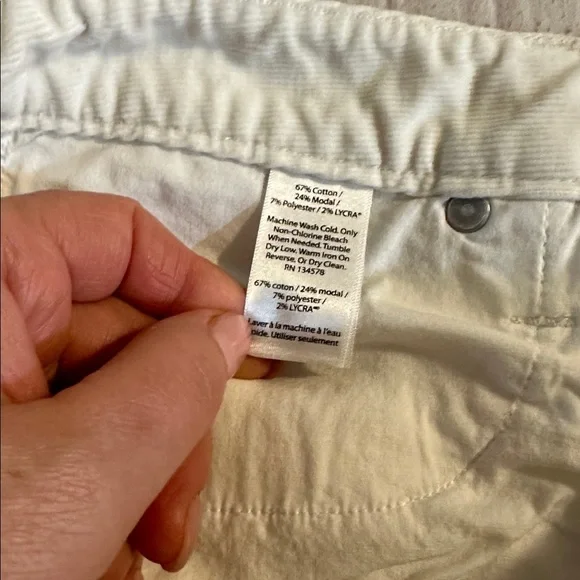 67% Cotton /
24% Modal /
7% Polyester / 2% LYCRA®
Machine Wash Cold. Only
Non-Chlorine Bleach
When Needed. Tumble
Dry Low. Warm Iron On
Reverse. Or Dry Clean.
RN 134578
67% coton / 24% modal /
7% polyester /
2% LYCRA®
Laver à la machine à l'eau
. Utiliser seulement